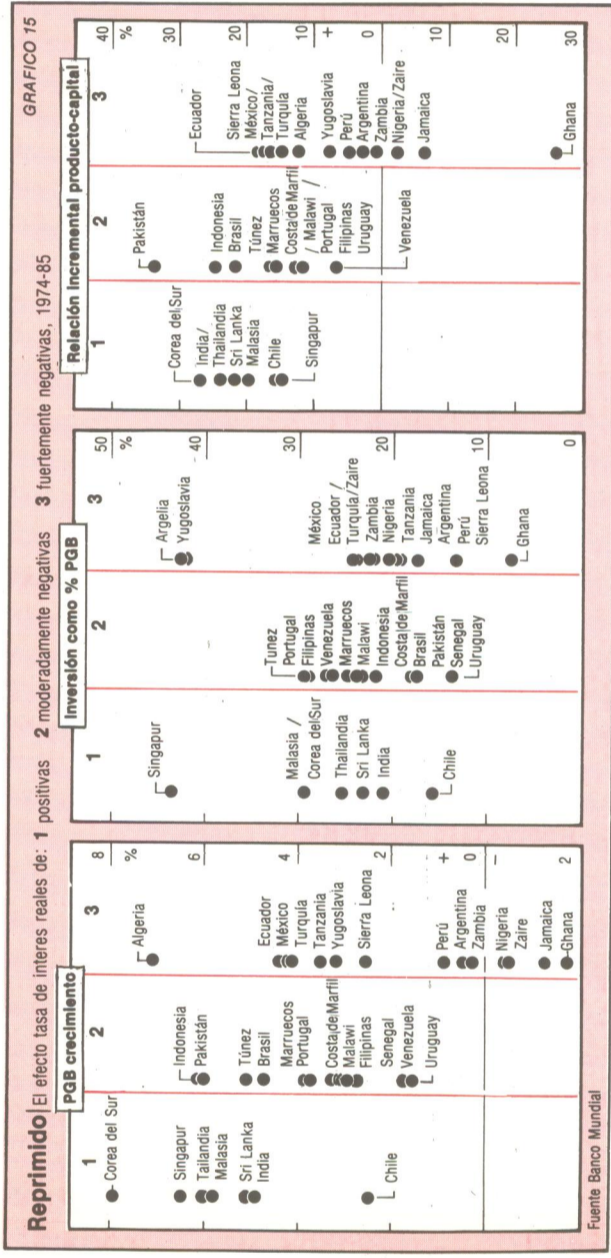 GRAFICO 15
Reprimido El efecto tasa de interes reales de: 1 positivas 2 moderadamente negativas 3 fuertemente negativas, 1974-85
PGB crecimiento
1
2
3
8
%
6
4
2
+
0
–
2
Corea del Sur
Singapur
Tailandia
Malasia
Sri Lanka
India
Chile
Indonesia
Pakistán
Túnez
Brasil
Marruecos
Portugal
Costa de Marfil
Malawi
Filipinas
Senegal
Venezuela
Uruguay
Algeria
Ecuador
México
Turquía
Tanzania
Yugoslavia
Sierra Leona
Perú
Argentina
Zambia
Nigeria
Zaire
Jamaica
Ghana
Inversión como % PGB
1
2
3
50
%
40
30
20
10
0
Singapur
Malasia /
Corea del Sur
Thailandia
Sri Lanka
India
Chile
Tunez
Portugal
Filipinas
Venezuela
Marruecos
Malawi
Indonesia
Costa de Marfil
Brasil
Pakistán
Senegal
Uruguay
Argelia
Yugoslavia
México
Ecuador /
Turquía/Zaire
Zambia
Nigeria
Tanzania
Jamaica
Argentina
Perú
Sierra Leona
Ghana
Relación incremental producto-capital
1
2
3
40
%
30
20
10
+
0
10
20
30
Corea del Sur
India/
Thailandia
Sri Lanka
Malasia
Chile
Singapur
Pakistán
Indonesia
Brasil
Túnez
Marruecos
Costa de Marfil
/ Malawi /
Portugal
Filipinas
Uruguay
Venezuela
Ecuador
Sierra Leona
México/
Tanzania/
Turquía
Algeria
Yugoslavia
Perú
Argentina
Zambia
Nigeria/Zaire
Jamaica
Ghana
Fuente Banco Mundial